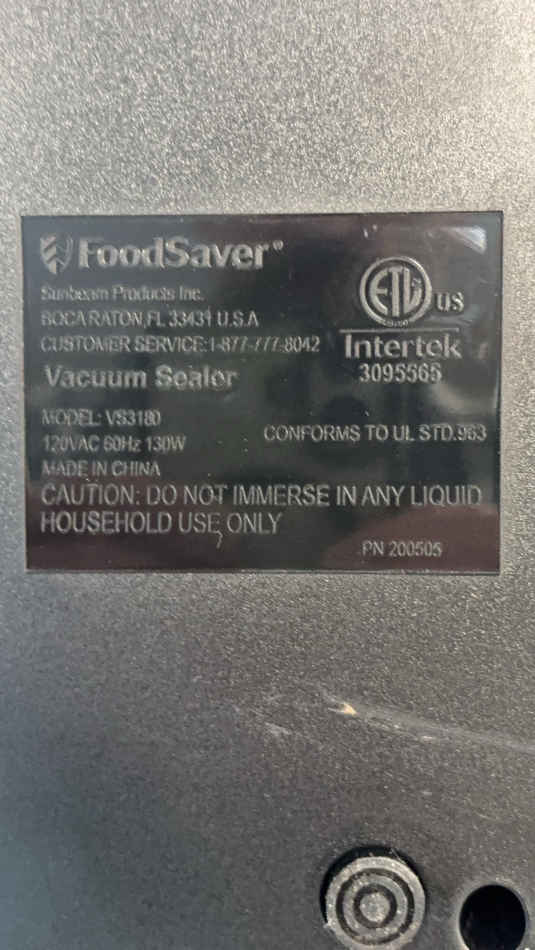 FoodSaver®
Sunbeam Products Inc.
BOCA RATON, FL 33431 U.S.A
CUSTOMER SERVICE:1-877-777-8042
Vacuum Sealer
MODEL: VS3180
120VAC 60Hz 130W
MADE IN CHINA
ETL US
Intertek
3095565
CONFORMS TO UL STD.963
CAUTION: DO NOT IMMERSE IN ANY LIQUID
HOUSEHOLD USE ONLY
PN 200505